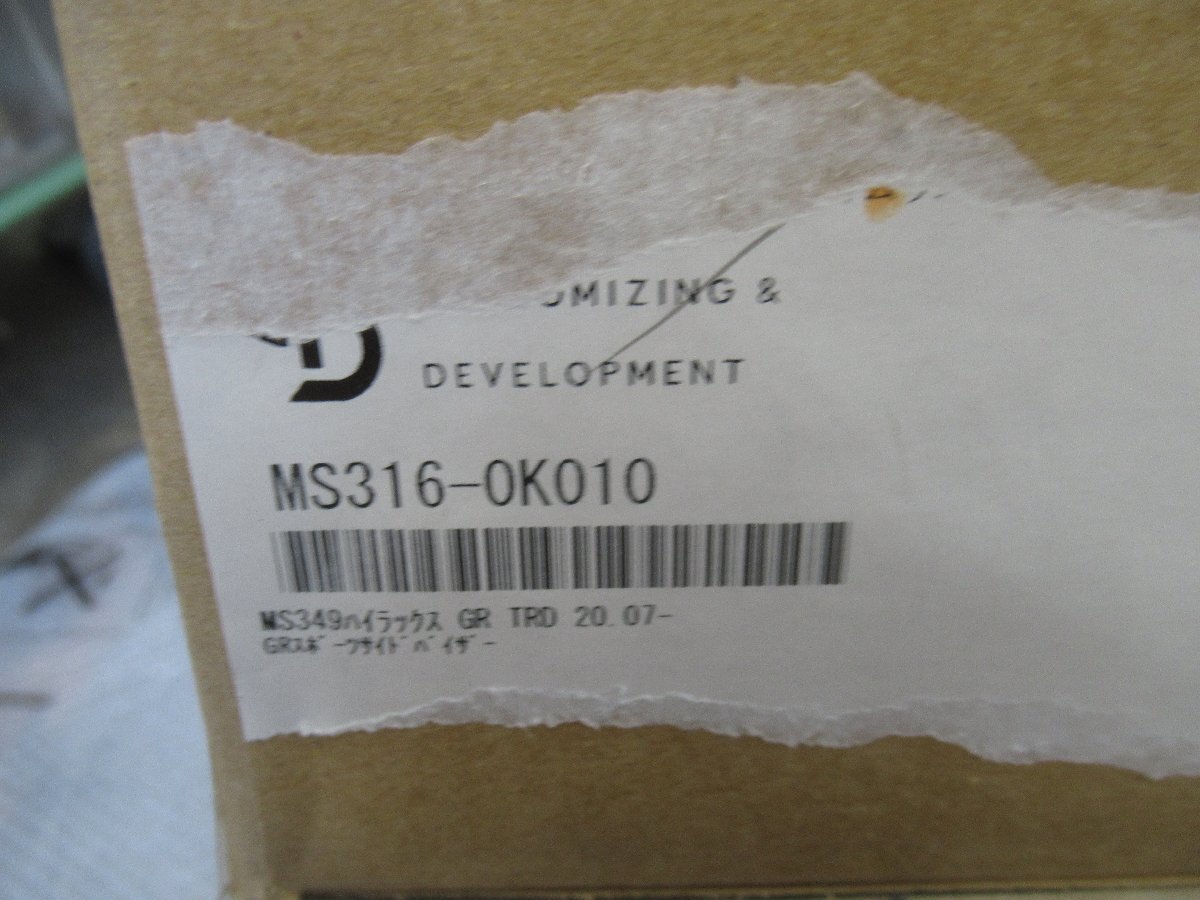 OMIZING &
DEVELOPMENT
MS316-0K010
MS349ハイラックス GR TRD 20.07-
GRスポーツサイドバイザー